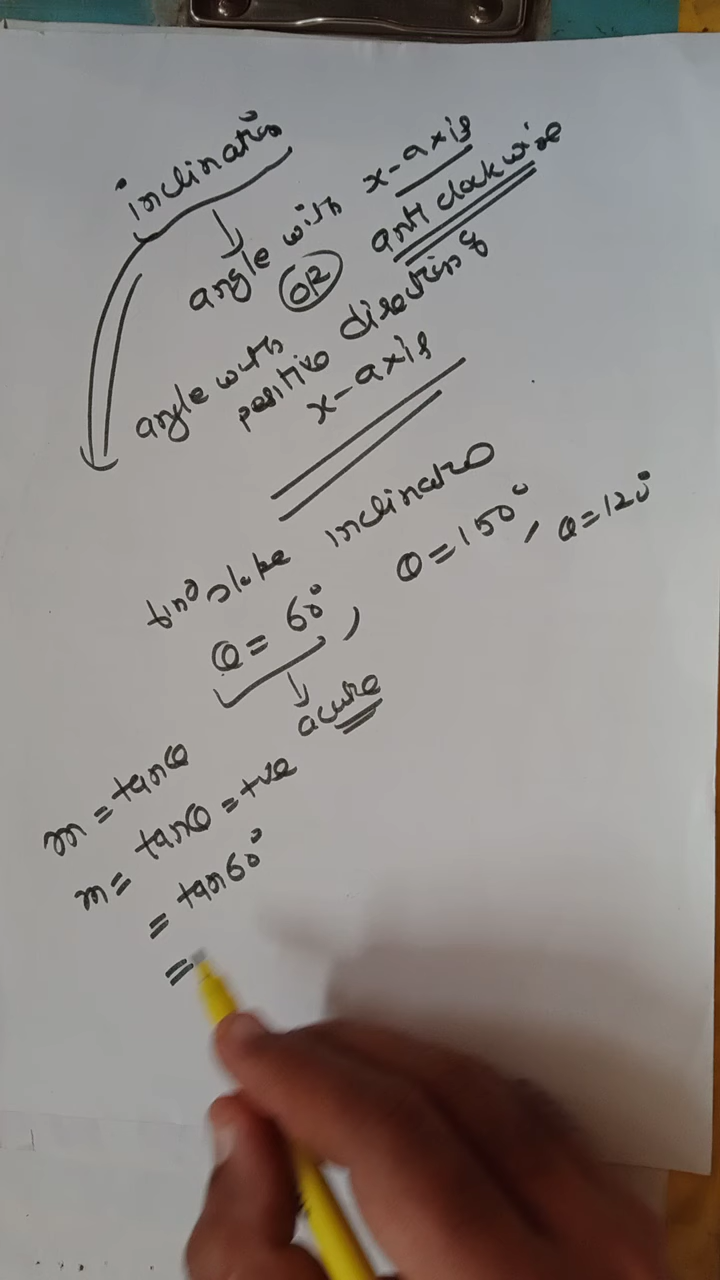 inclination
angle with x-axis
OR anti clockwise
angle with
positive direction of
x-axis
find slope inclination
θ = 60°, θ = 150°, θ = 120°
acute
m = tanθ
m = tanθ = +ve
= tan60°
=